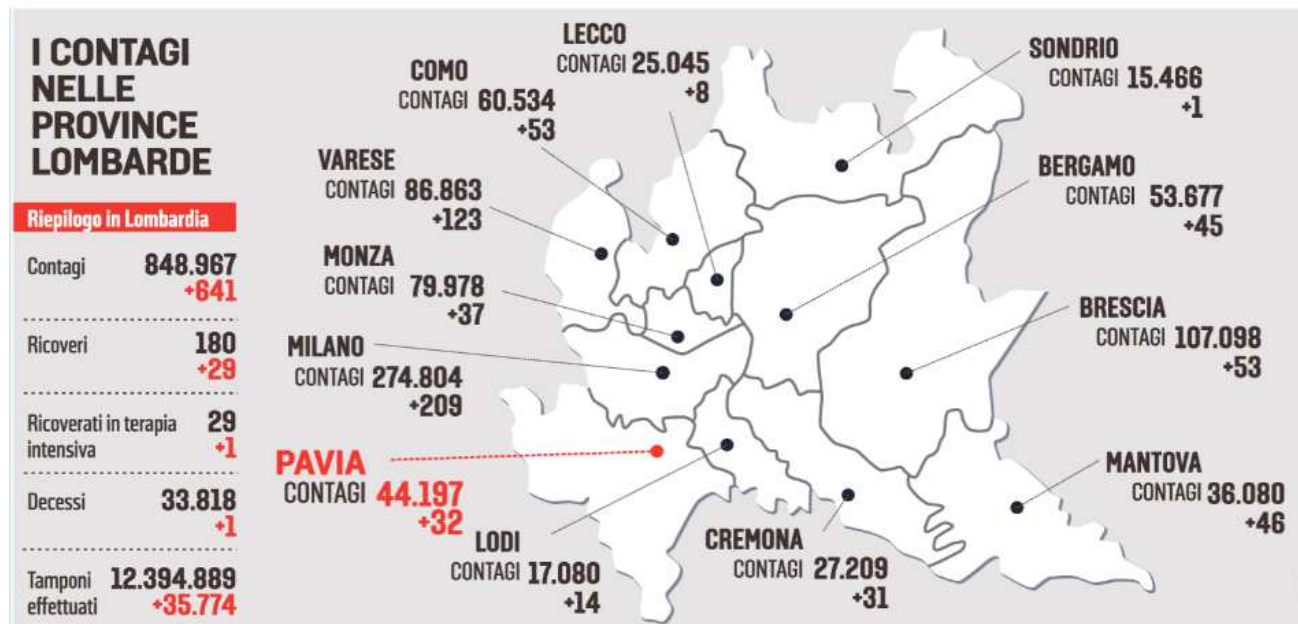 I CONTAGI
NELLE
PROVINCE
LOMBARDE
Riepilogo in Lombardia
Contagi 848.967
+641
Ricoveri 180
+29
Ricoverati in terapia
intensiva 29
+1
Decessi 33.818
+1
Tamponi
effettuati 12.394.889
+35.774
LECCO
CONTAGI 25.045
+8
COMO
CONTAGI 60.534
+53
VARESE
CONTAGI 86.863
+123
MONZA
CONTAGI 79.978
+37
MILANO
CONTAGI 274.804
+209
PAVIA
CONTAGI 44.197
+32
LODI
CONTAGI 17.080
+14
CREMONA
CONTAGI 27.209
+31
SONDRIO
CONTAGI 15.466
+1
BERGAMO
CONTAGI 53.677
+45
BRESCIA
CONTAGI 107.098
+53
MANTOVA
CONTAGI 36.080
+46